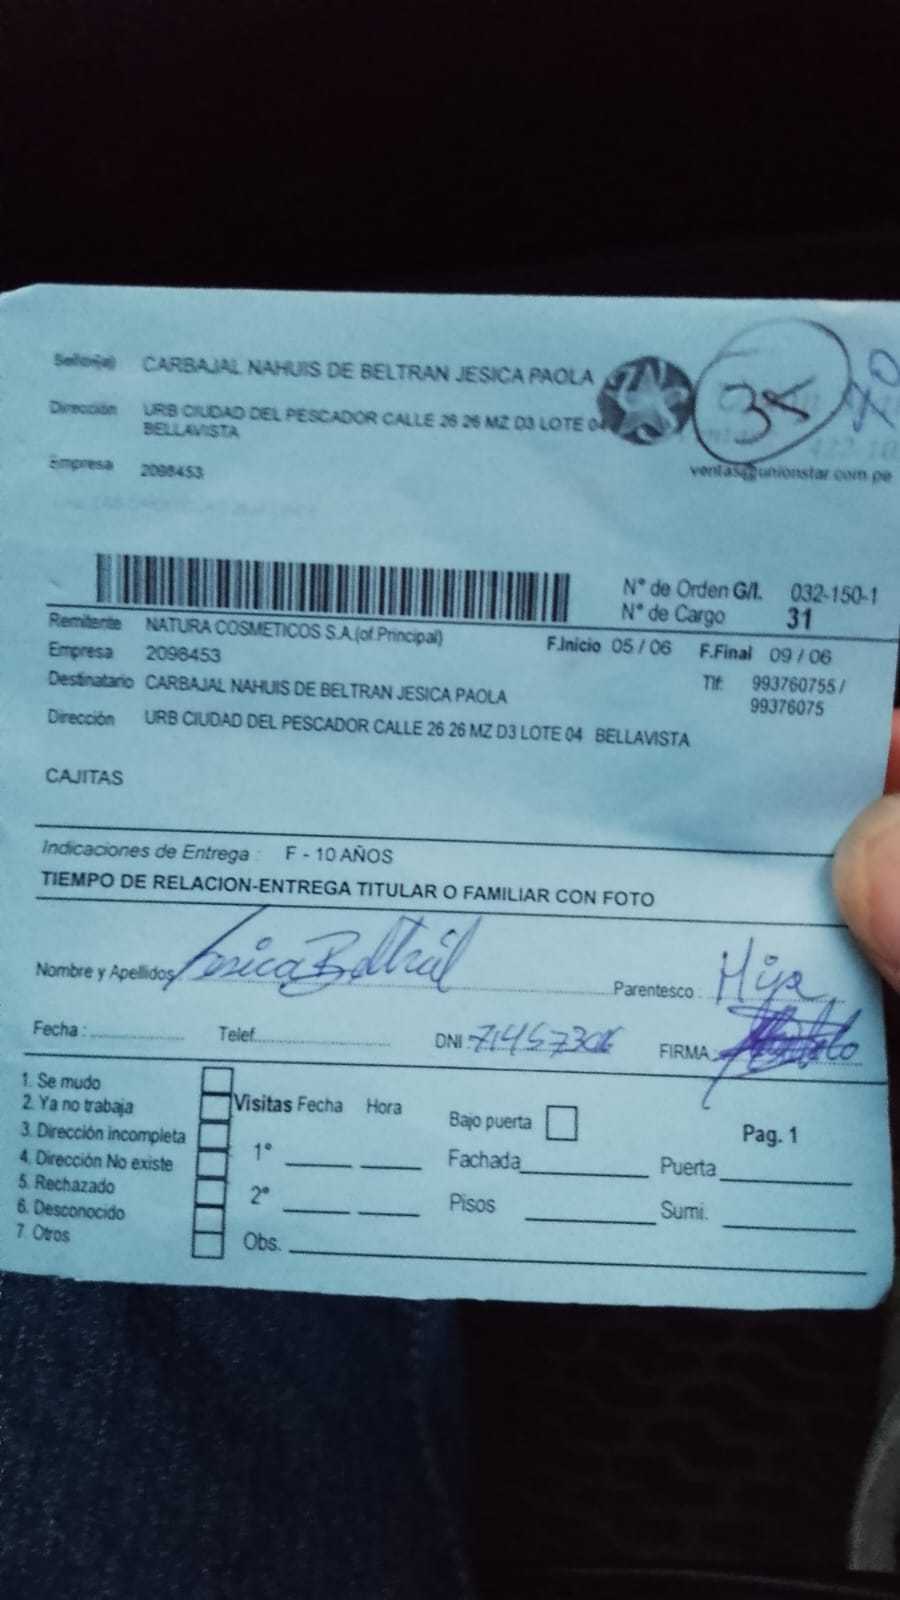 Señor(a) CARBAJAL NAHUIS DE BELTRAN JESICA PAOLA
Dirección URB CIUDAD DEL PESCADOR CALLE 26 26 MZ D3 LOTE 04
BELLAVISTA
35
Empresa 2098453
ventas@unionstar.com.pe
N° de Orden G/I. 032-150-1
N° de Cargo 31
Remitente NATURA COSMETICOS S.A.(of.Principal)
F.Inicio 05 / 06 F.Final 09 / 06
Empresa 2098453
Destinatario CARBAJAL NAHUIS DE BELTRAN JESICA PAOLA
Tlf: 993760755 /
99376075
Dirección URB CIUDAD DEL PESCADOR CALLE 26 26 MZ D3 LOTE 04 BELLAVISTA
CAJITAS
Indicaciones de Entrega : F - 10 AÑOS
TIEMPO DE RELACION-ENTREGA TITULAR O FAMILIAR CON FOTO
Nombre y Apellidos Jesica Beltrán Parentesco : Hija
Fecha : Telef. DNI : 71457306 FIRMA
1. Se mudo
2. Ya no trabaja
3. Dirección incompleta
4. Dirección No existe
5. Rechazado
6. Desconocido
7. Otros
Visitas Fecha Hora
1°
2°
Obs.
Bajo puerta
Pag. 1
Fachada Puerta
Pisos Sumi.